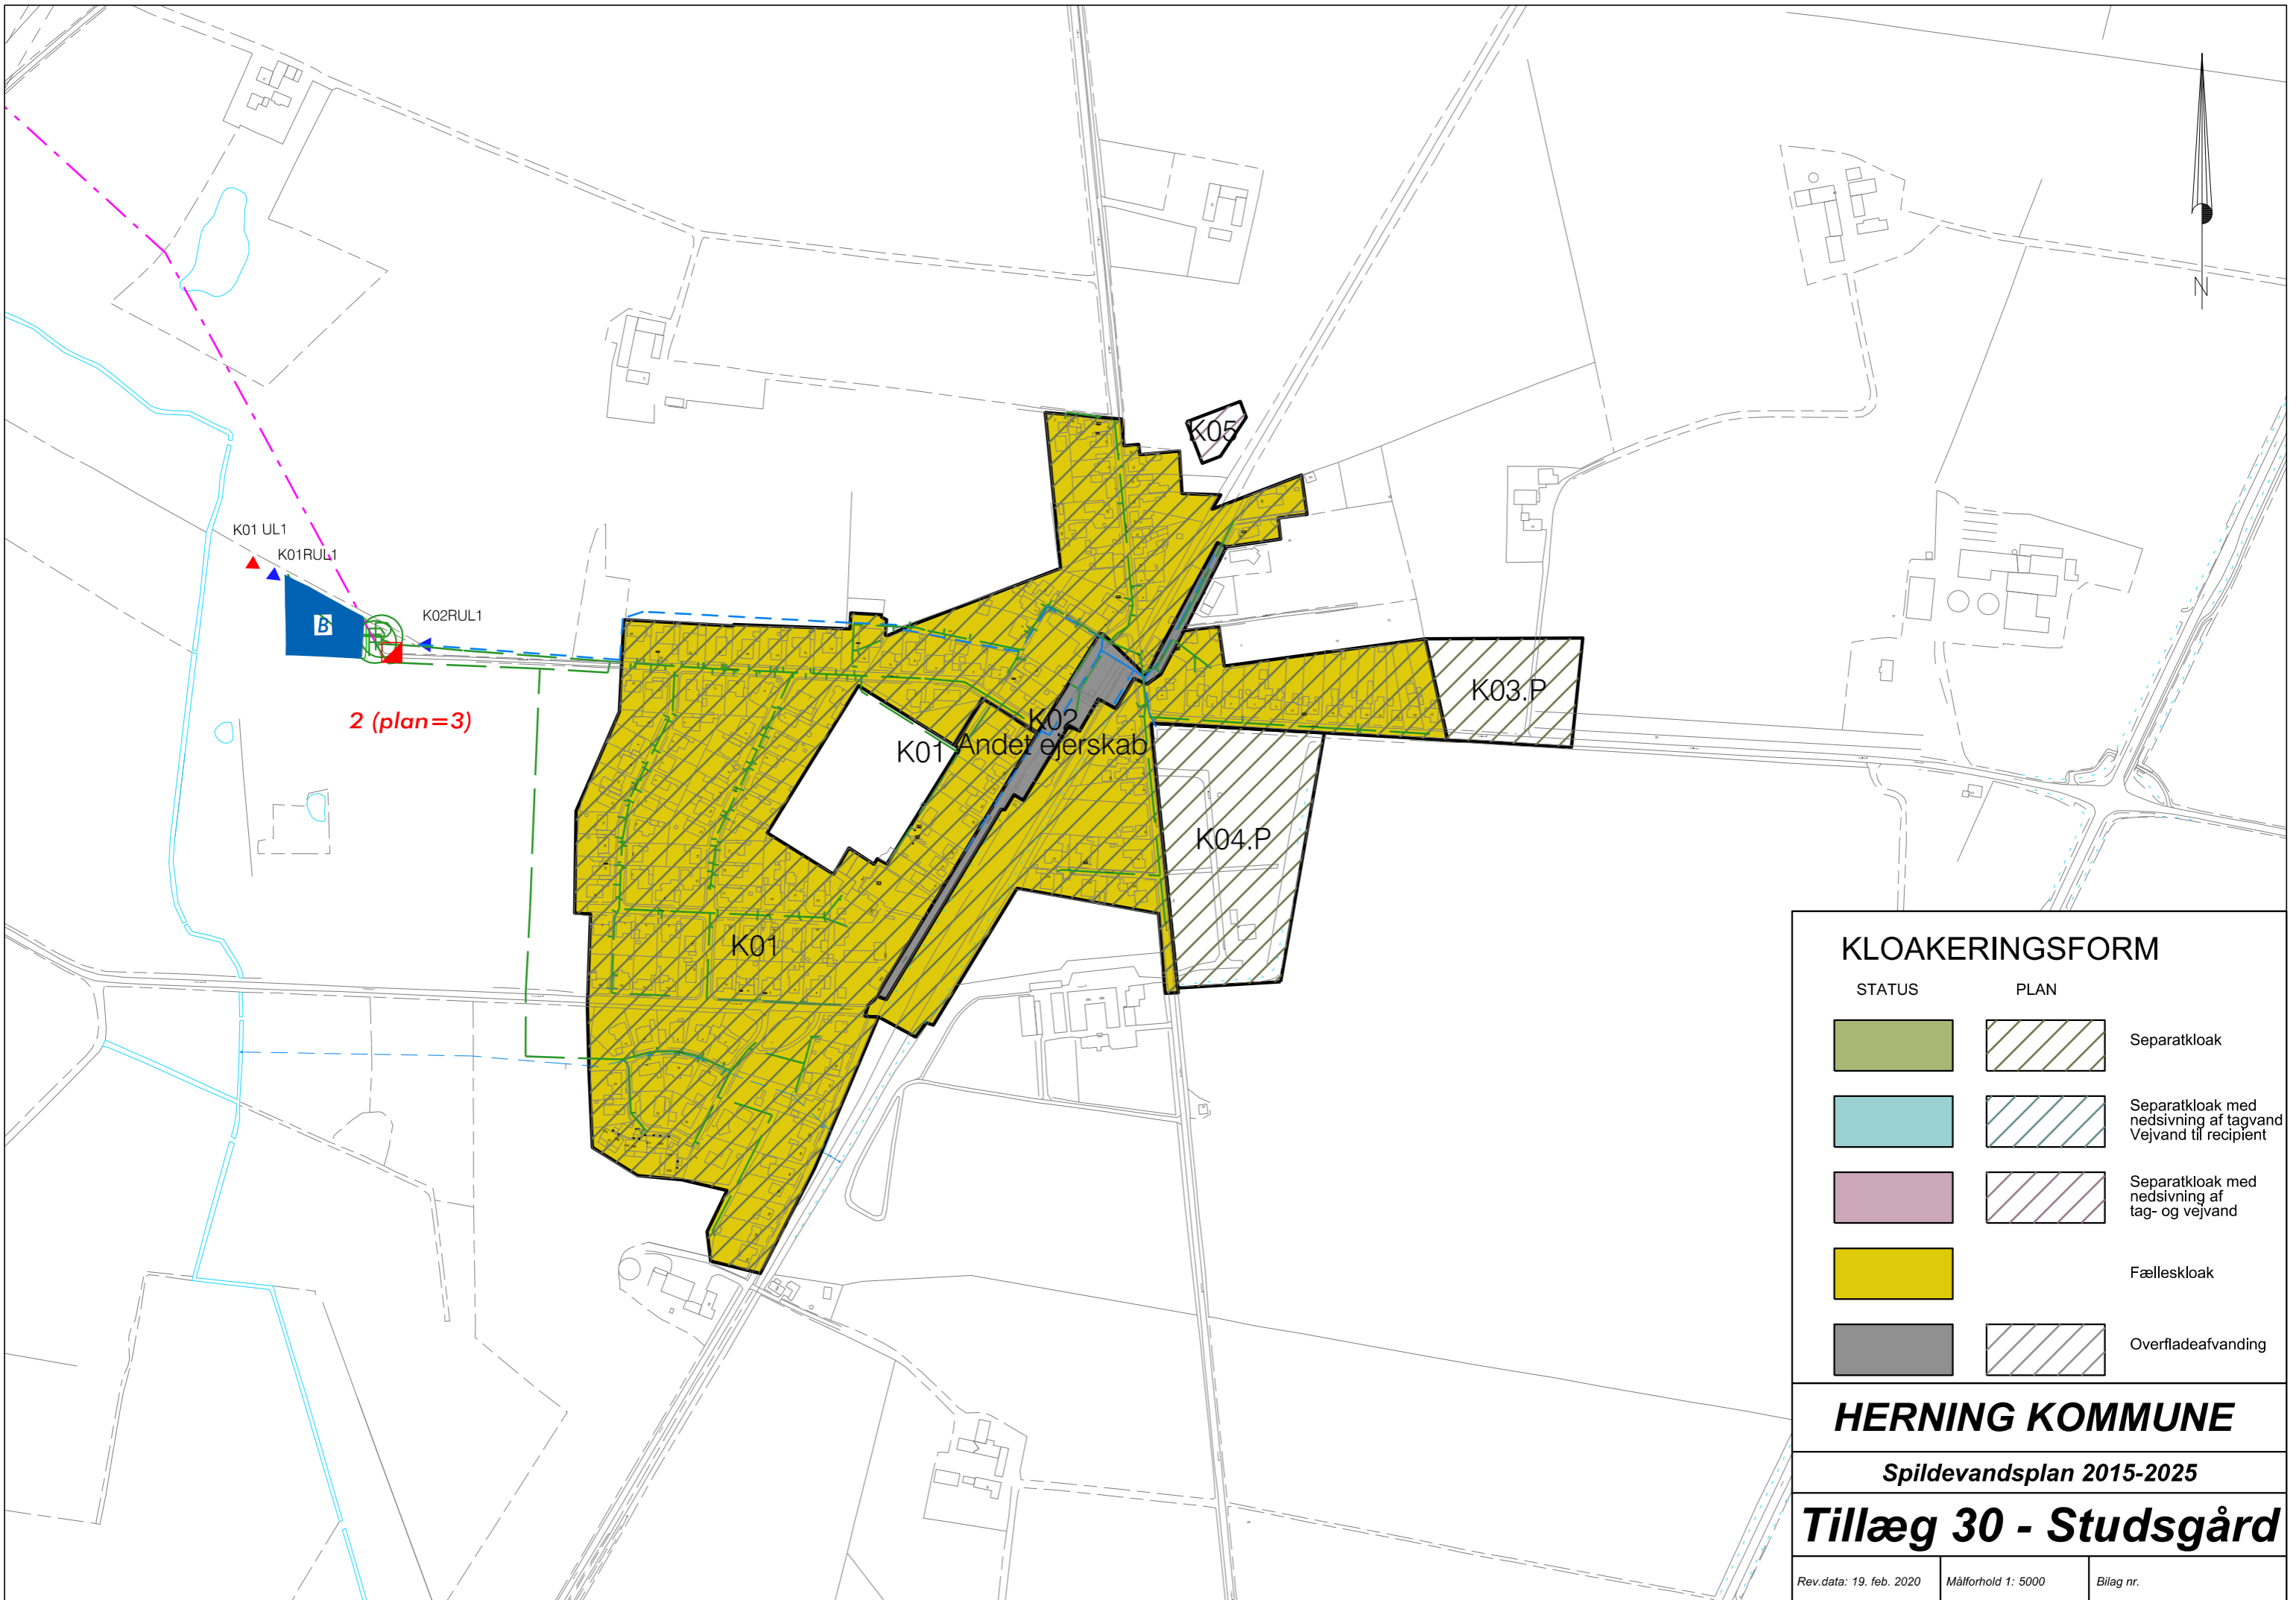 N
K05
K01 UL1
K01RUL1
K02RUL1
B
2 (plan=3)
K03.P
K02
Andet ejerskab
K01
K04.P
K01
KLOAKERINGSFORM
STATUS
PLAN
Separatkloak
Separatkloak med
nedsivning af tagvand
Vejvand til recipient
Separatkloak med
nedsivning af
tag- og vejvand
Fælleskloak
Overfladeafvanding
HERNING KOMMUNE
Spildevandsplan 2015-2025
Tillæg 30 - Studsgård
Rev.data: 19. feb. 2020
Målforhold 1: 5000
Bilag nr.